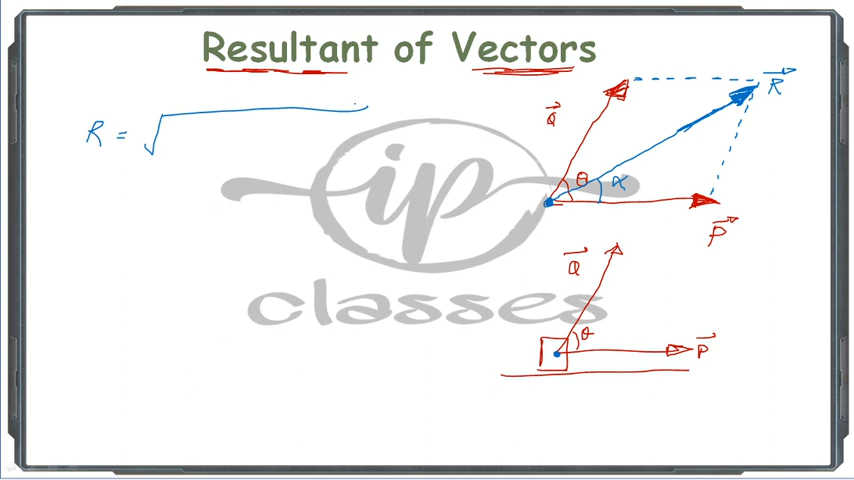 Resultant of Vectors
R = √
Q⃗
R⃗
θ
α
P⃗
ip
classes
Q⃗
θ
P⃗